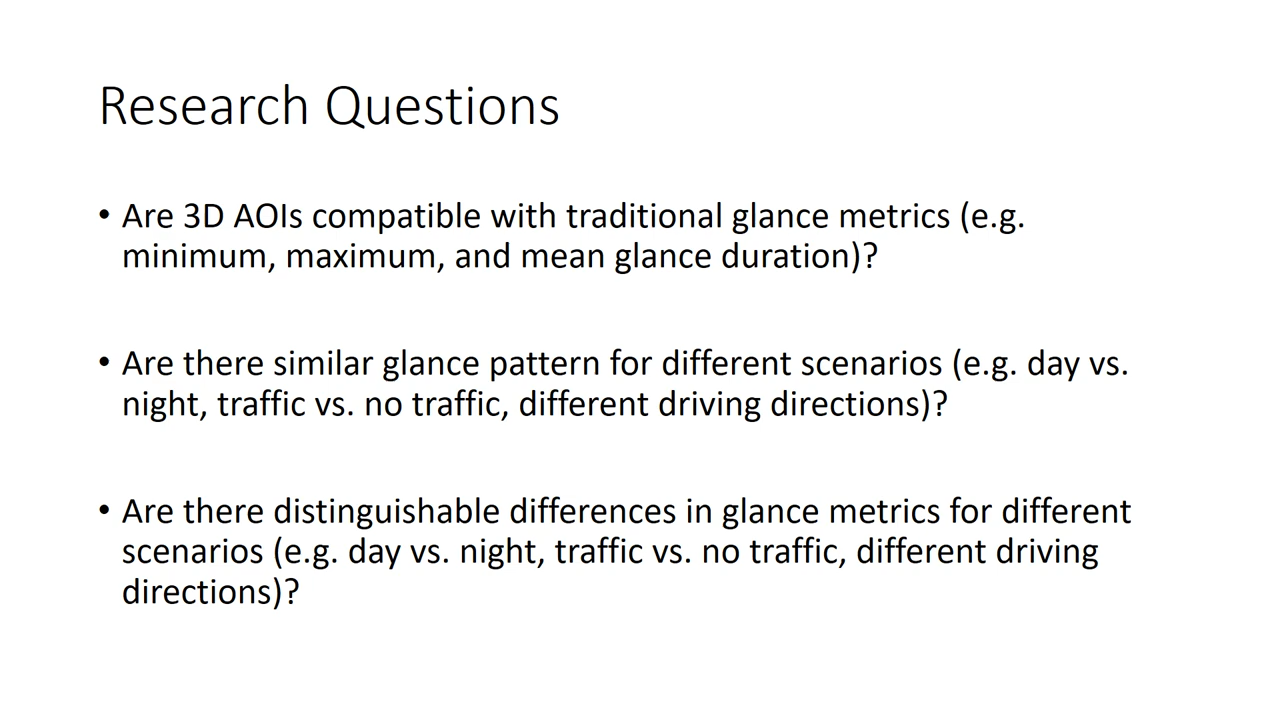 Research Questions
• Are 3D AOIs compatible with traditional glance metrics (e.g.
minimum, maximum, and mean glance duration)?
• Are there similar glance pattern for different scenarios (e.g. day vs.
night, traffic vs. no traffic, different driving directions)?
• Are there distinguishable differences in glance metrics for different
scenarios (e.g. day vs. night, traffic vs. no traffic, different driving
directions)?